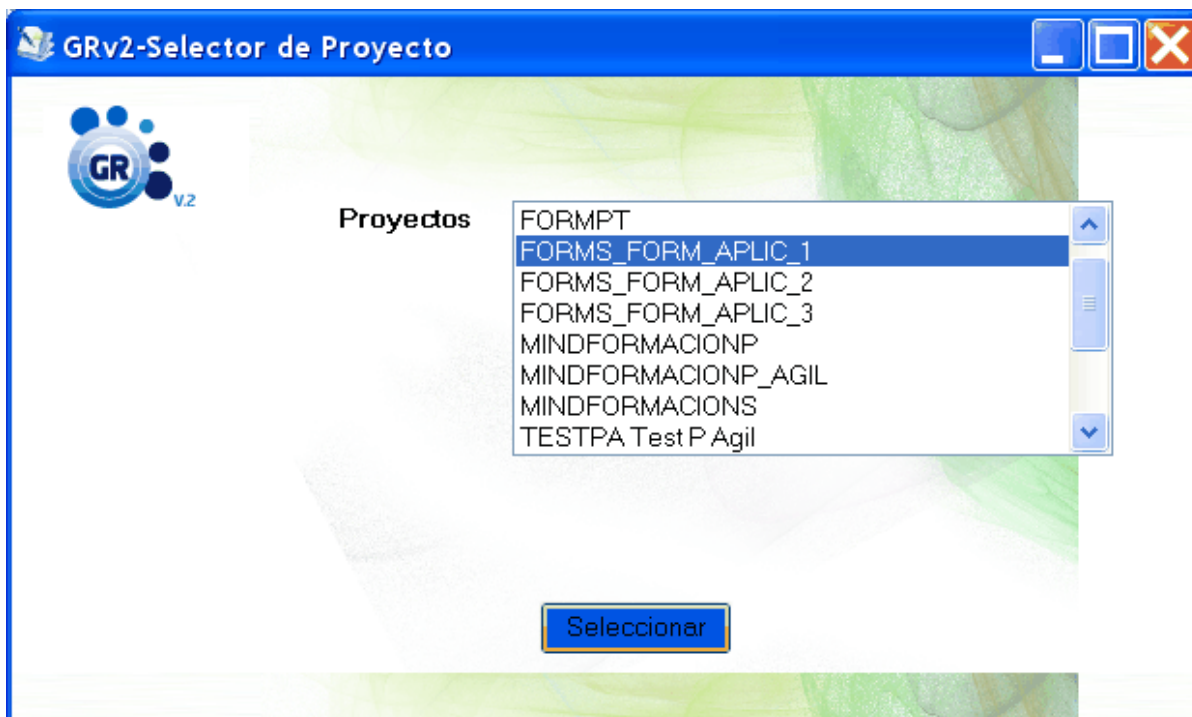 GRv2-Selector de Proyecto
GR
V.2
Proyectos
FORMPT
FORMS_FORM_APLIC_1
FORMS_FORM_APLIC_2
FORMS_FORM_APLIC_3
MINDFORMACIONP
MINDFORMACIONP_AGIL
MINDFORMACIONS
TESTPA Test P Agil
Seleccionar